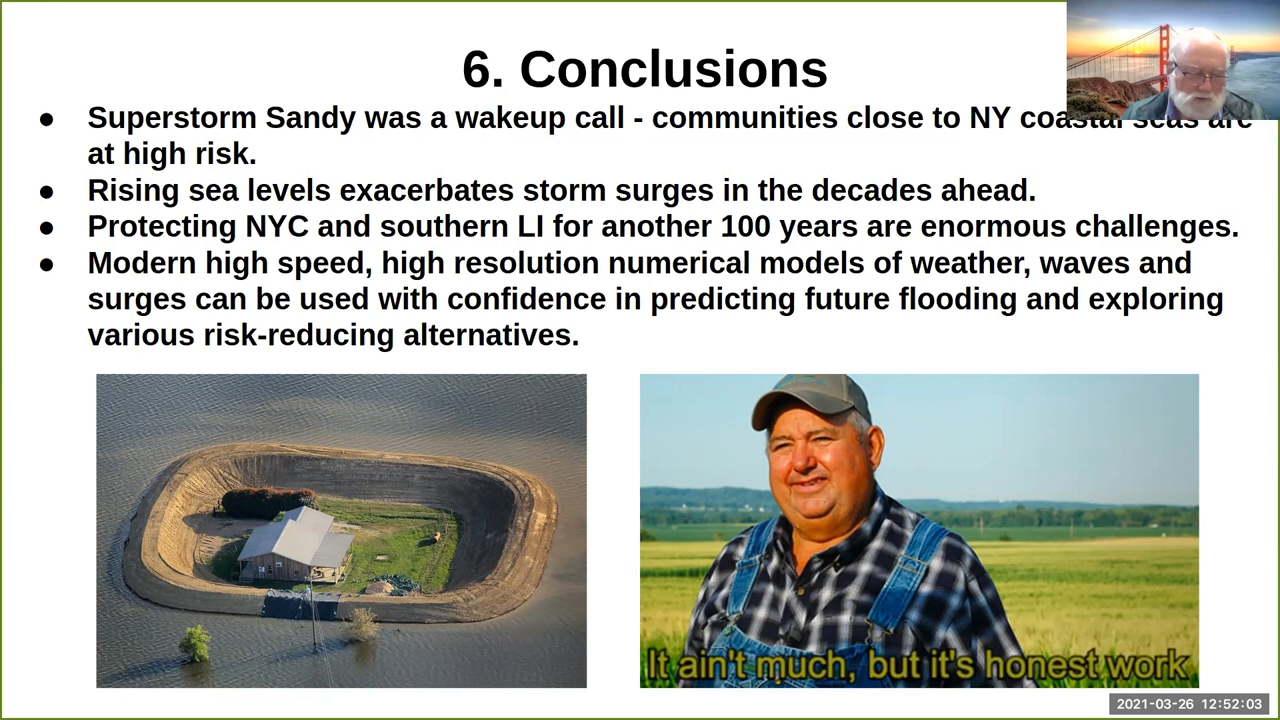 6. Conclusions
● Superstorm Sandy was a wakeup call - communities close to NY coastal seas are
at high risk.
● Rising sea levels exacerbates storm surges in the decades ahead.
● Protecting NYC and southern LI for another 100 years are enormous challenges.
● Modern high speed, high resolution numerical models of weather, waves and
surges can be used with confidence in predicting future flooding and exploring
various risk-reducing alternatives.
It ain't much, but it's honest work
2021-03-26 12:52:03